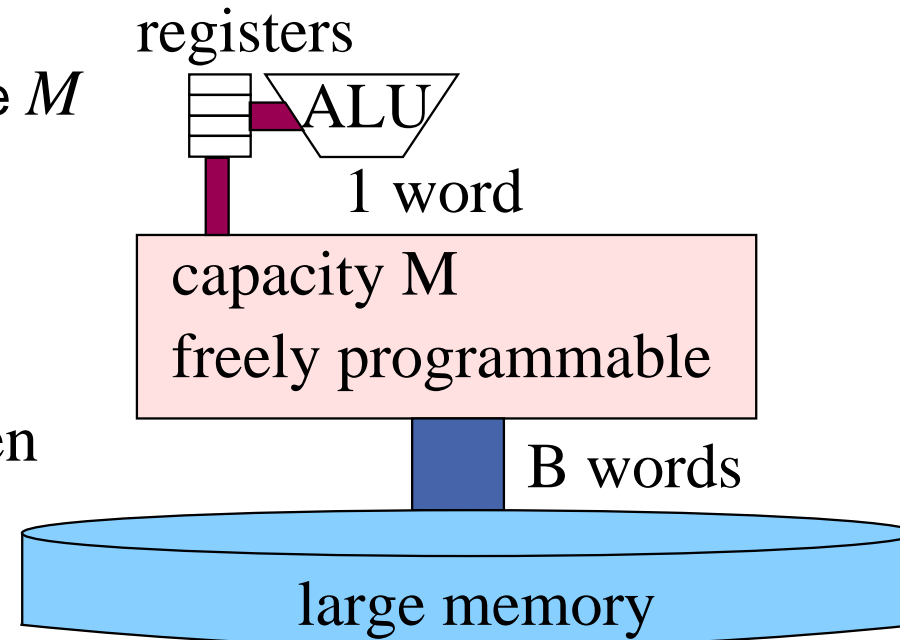 registers
e M
ALU
1 word
capacity M
freely programmable
en
B words
large memory